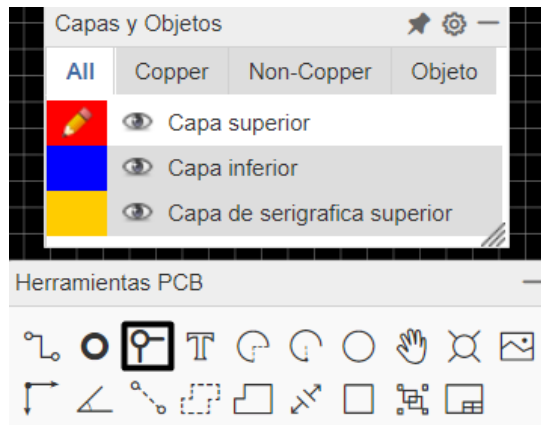 Capas y Objetos
All Copper Non-Copper Objeto
Capa superior
Capa inferior
Capa de serigrafica superior
Herramientas PCB
T